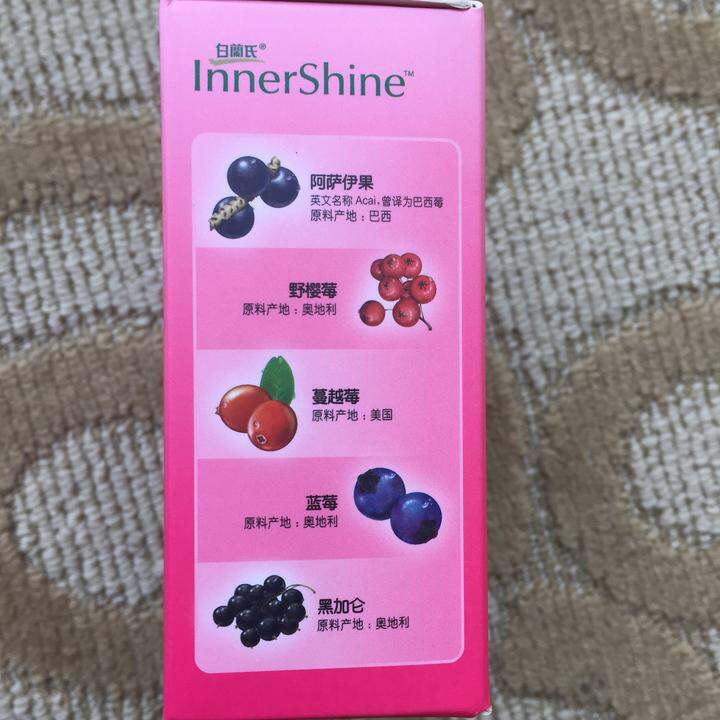 白蘭氏®
InnerShine™
阿萨伊果
英文名称 Acai,曾译为巴西莓
原料产地：巴西
野樱莓
原料产地：奥地利
蔓越莓
原料产地：美国
蓝莓
原料产地：奥地利
黑加仑
原料产地：奥地利